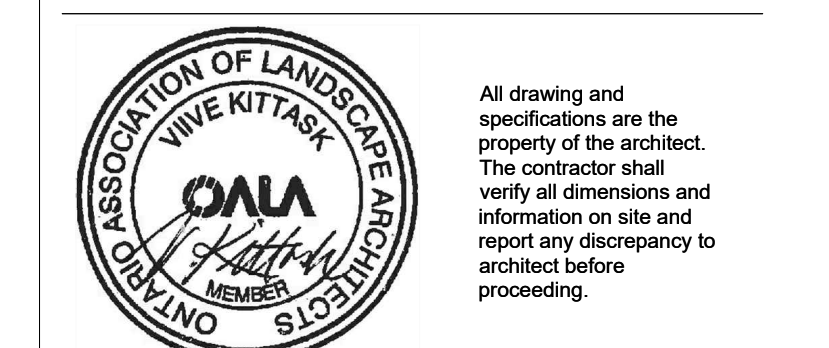 ONTARIO ASSOCIATION OF LANDSCAPE ARCHITECTS
VIIVE KITTASK
OALA
V Kittask
MEMBER
All drawing and
specifications are the
property of the architect.
The contractor shall
verify all dimensions and
information on site and
report any discrepancy to
architect before
proceeding.